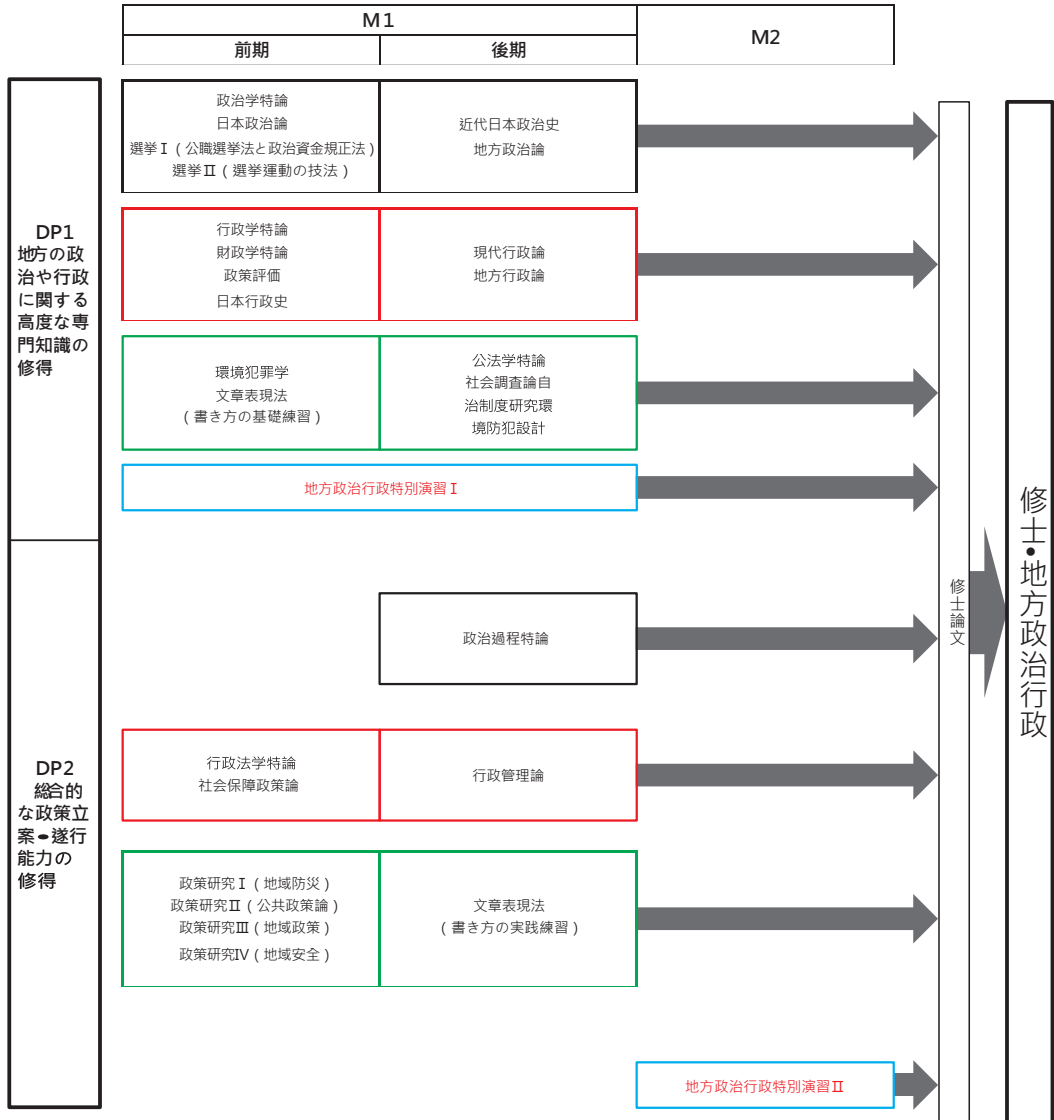 M1
M2
前期
後期
DP1
地方の政
治や行政
に関する
高度な専
門知識の
修得
政治学特論
日本政治論
選挙Ⅰ(公職選挙法と政治資金規正法)
選挙Ⅱ(選挙運動の技法)
近代日本政治史
地方政治論
行政学特論
財政学特論
政策評価
日本行政史
現代行政論
地方行政論
環境犯罪学
文章表現法
(書き方の基礎練習)
公法学特論
社会調査論自
治制度研究環
境防犯設計
地方政治行政特別演習Ⅰ
DP2
総合的
な政策立
案・遂行
能力の
修得
政治過程特論
行政法学特論
社会保障政策論
行政管理論
政策研究Ⅰ(地域防災)
政策研究Ⅱ(公共政策論)
政策研究Ⅲ(地域政策)
政策研究Ⅳ(地域安全)
文章表現法
(書き方の実践練習)
地方政治行政特別演習Ⅱ
修士論文
修士・地方政治行政